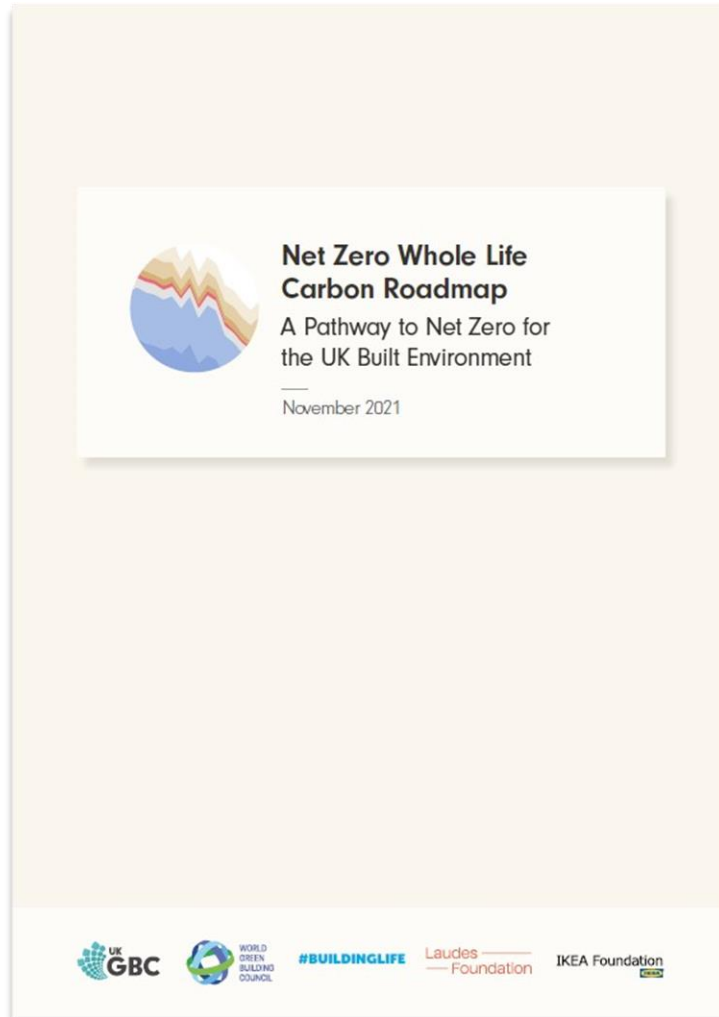 Net Zero Whole Life
Carbon Roadmap
A Pathway to Net Zero for
the UK Built Environment
November 2021
UK
GBC
WORLD
GREEN
BUILDING
COUNCIL
#BUILDINGLIFE
Laudes
Foundation
IKEA Foundation
IKEA